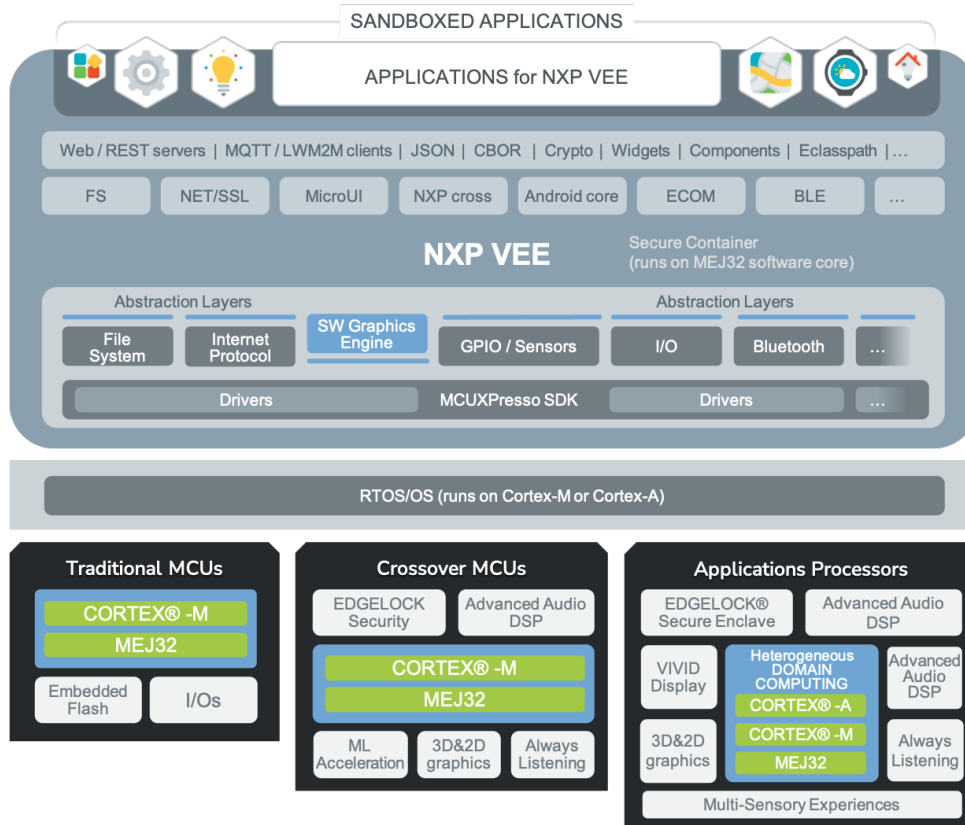 SANDBOXED APPLICATIONS
APPLICATIONS for NXP VEE
Web / REST servers | MQTT / LWM2M clients | JSON | CBOR | Crypto | Widgets | Components | Eclasspath | ...
FS
NET/SSL
MicroUI
NXP cross
Android core
ECOM
BLE
...
NXP VEE
Secure Container
(runs on MEJ32 software core)
Abstraction Layers
Abstraction Layers
File
System
Internet
Protocol
SW Graphics
Engine
GPIO / Sensors
I/O
Bluetooth
...
Drivers
MCUXPresso SDK
Drivers
...
RTOS/OS (runs on Cortex-M or Cortex-A)
Traditional MCUs
CORTEX® -M
MEJ32
Embedded
Flash
I/Os
Crossover MCUs
EDGELOCK
Security
Advanced Audio
DSP
CORTEX® -M
MEJ32
ML
Acceleration
3D&2D
graphics
Always
Listening
Applications Processors
EDGELOCK®
Secure Enclave
Advanced Audio
DSP
VIVID
Display
Heterogeneous
DOMAIN
COMPUTING
CORTEX® -A
CORTEX® -M
MEJ32
Advanced
Audio
DSP
3D&2D
graphics
Always
Listening
Multi-Sensory Experiences